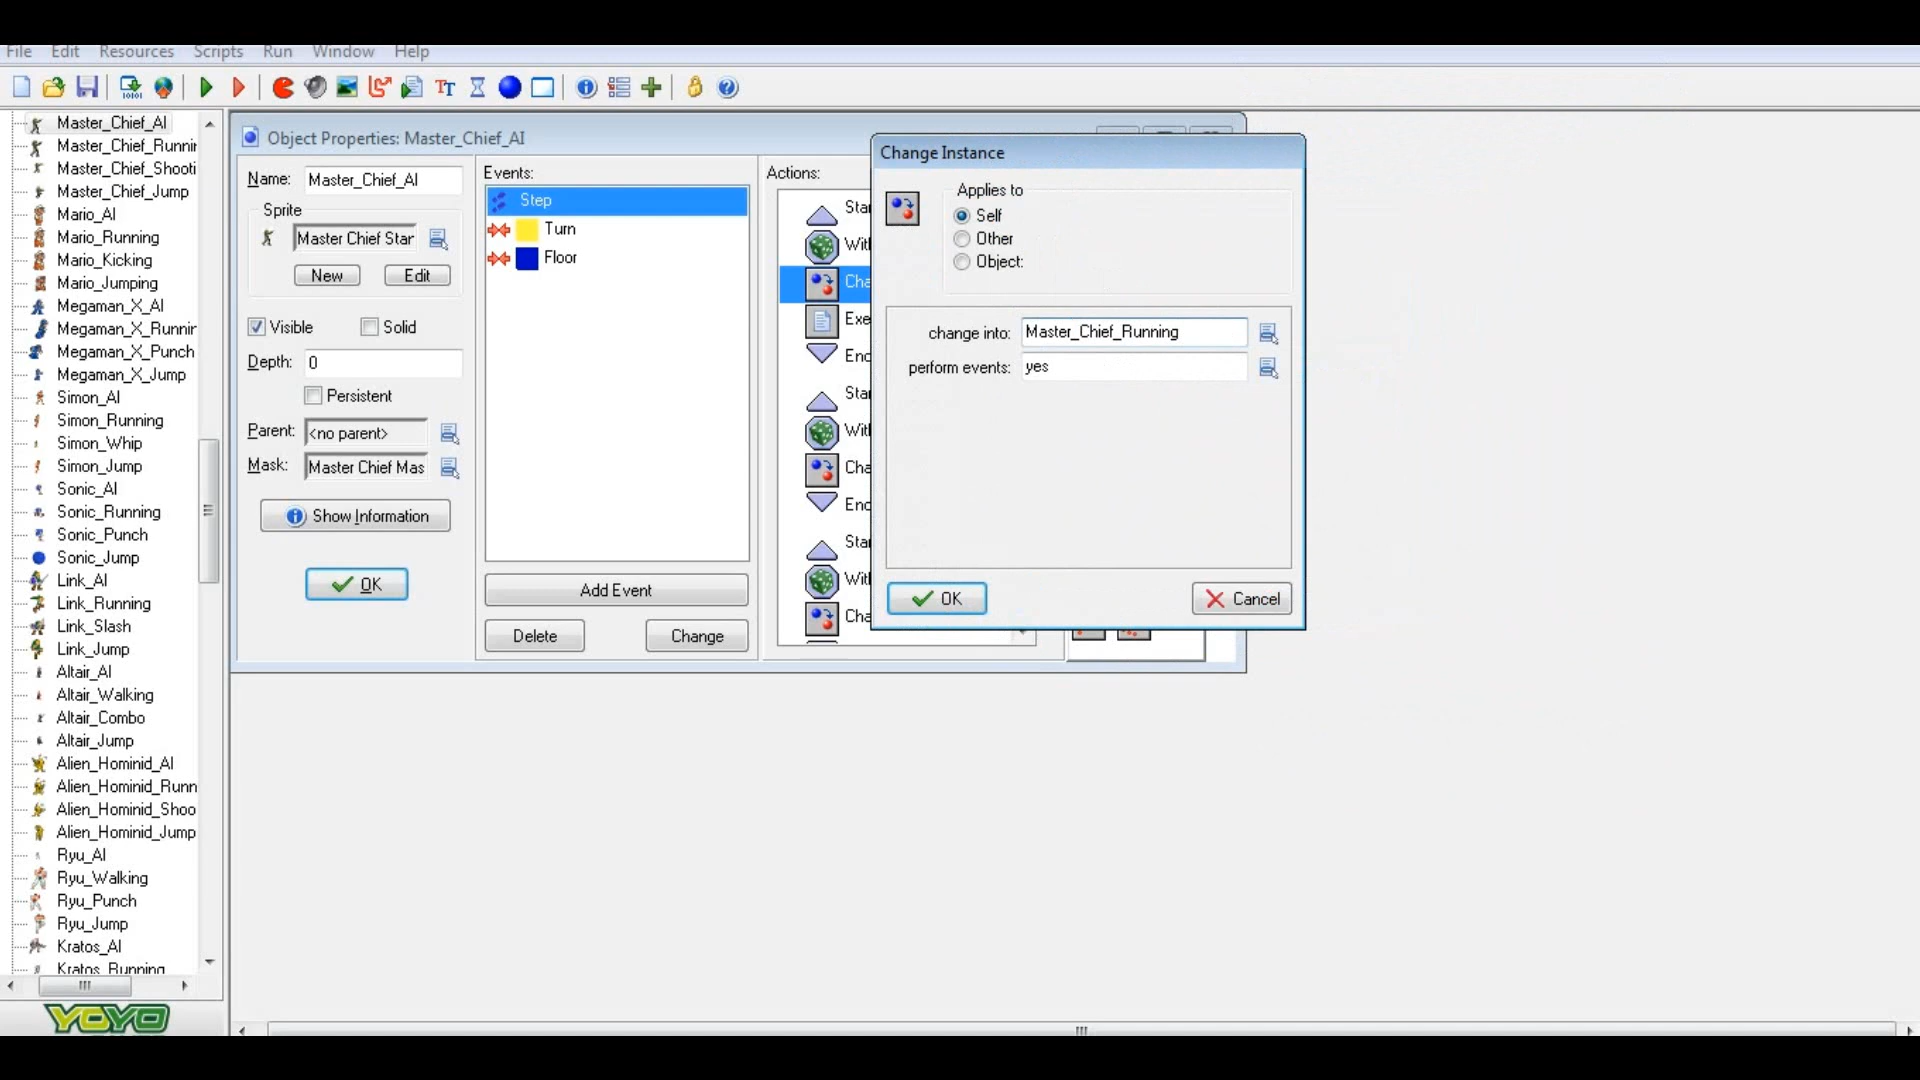 File Edit Resources Scripts Run Window Help
Master_Chief_AI
Master_Chief_Runnin
Master_Chief_Shooti
Master_Chief_Jump
Mario_AI
Mario_Running
Mario_Kicking
Mario_Jumping
Megaman_X_AI
Megaman_X_Runnir
Megaman_X_Punch
Megaman_X_Jump
Simon_AI
Simon_Running
Simon_Whip
Simon_Jump
Sonic_AI
Sonic_Running
Sonic_Punch
Sonic_Jump
Link_AI
Link_Running
Link_Slash
Link_Jump
Altair_AI
Altair_Walking
Altair_Combo
Altair_Jump
Alien_Hominid_AI
Alien_Hominid_Runn
Alien_Hominid_Shoo
Alien_Hominid_Jump
Ryu_AI
Ryu_Walking
Ryu_Punch
Ryu_Jump
Kratos_AI
Kratos_Running
YOYO
Object Properties: Master_Chief_AI
Name: Master_Chief_AI
Sprite
Master Chief Star
New Edit
Visible Solid
Depth: 0
Persistent
Parent: <no parent>
Mask: Master Chief Mas
Show Information
OK
Events:
Step
Turn
Floor
Add Event
Delete Change
Actions:
Star
With
Cha
Exe
End
Star
With
Cha
End
Star
With
Cha
Change Instance
Applies to
Self
Other
Object:
change into: Master_Chief_Running
perform events: yes
OK Cancel